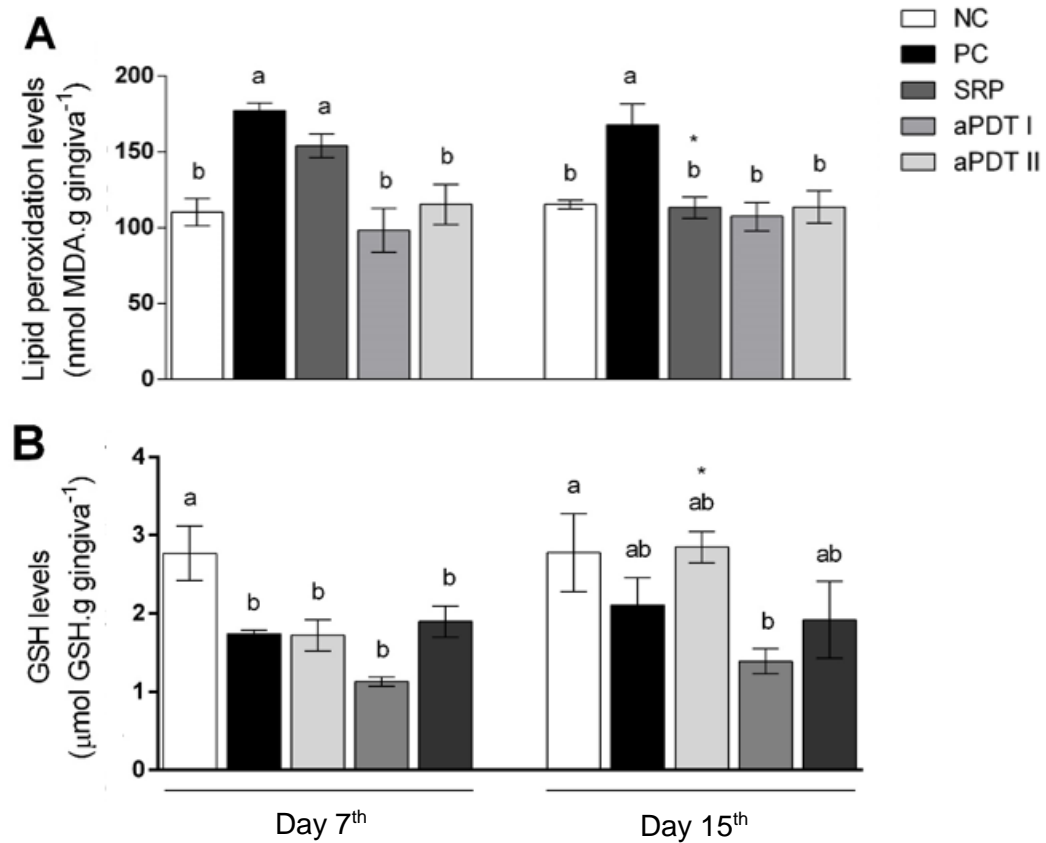 A
NC
PC
SRP
aPDT I
aPDT II
Lipid peroxidation levels
(nmol MDA.g gingiva⁻¹)
200
150
100
50
0
b
a
a
b
b
b
a
*
b
b
b
B
GSH levels
(μmol GSH.g gingiva⁻¹)
4
3
2
1
0
a
b
b
b
b
a
ab
*
ab
b
ab
Day 7ᵗʰ
Day 15ᵗʰ